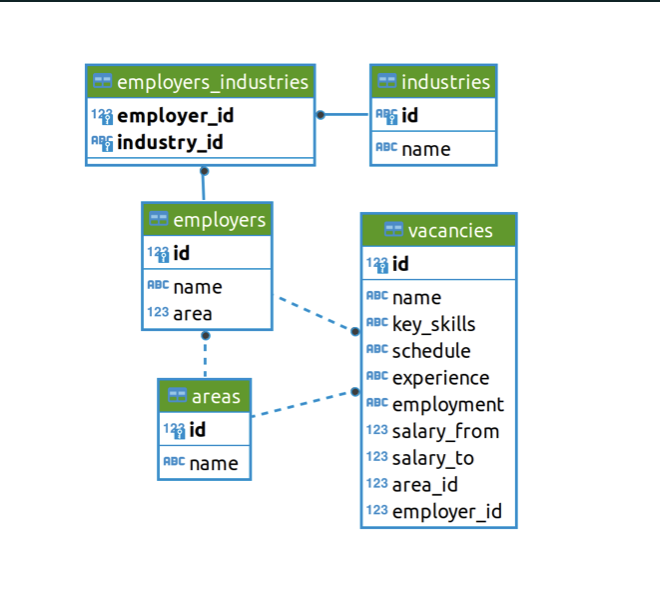 employers_industries
123 employer_id
ABC industry_id
industries
ABC id
ABC name
employers
123 id
ABC name
123 area
areas
123 id
ABC name
vacancies
123 id
ABC name
ABC key_skills
ABC schedule
ABC experience
ABC employment
123 salary_from
123 salary_to
123 area_id
123 employer_id